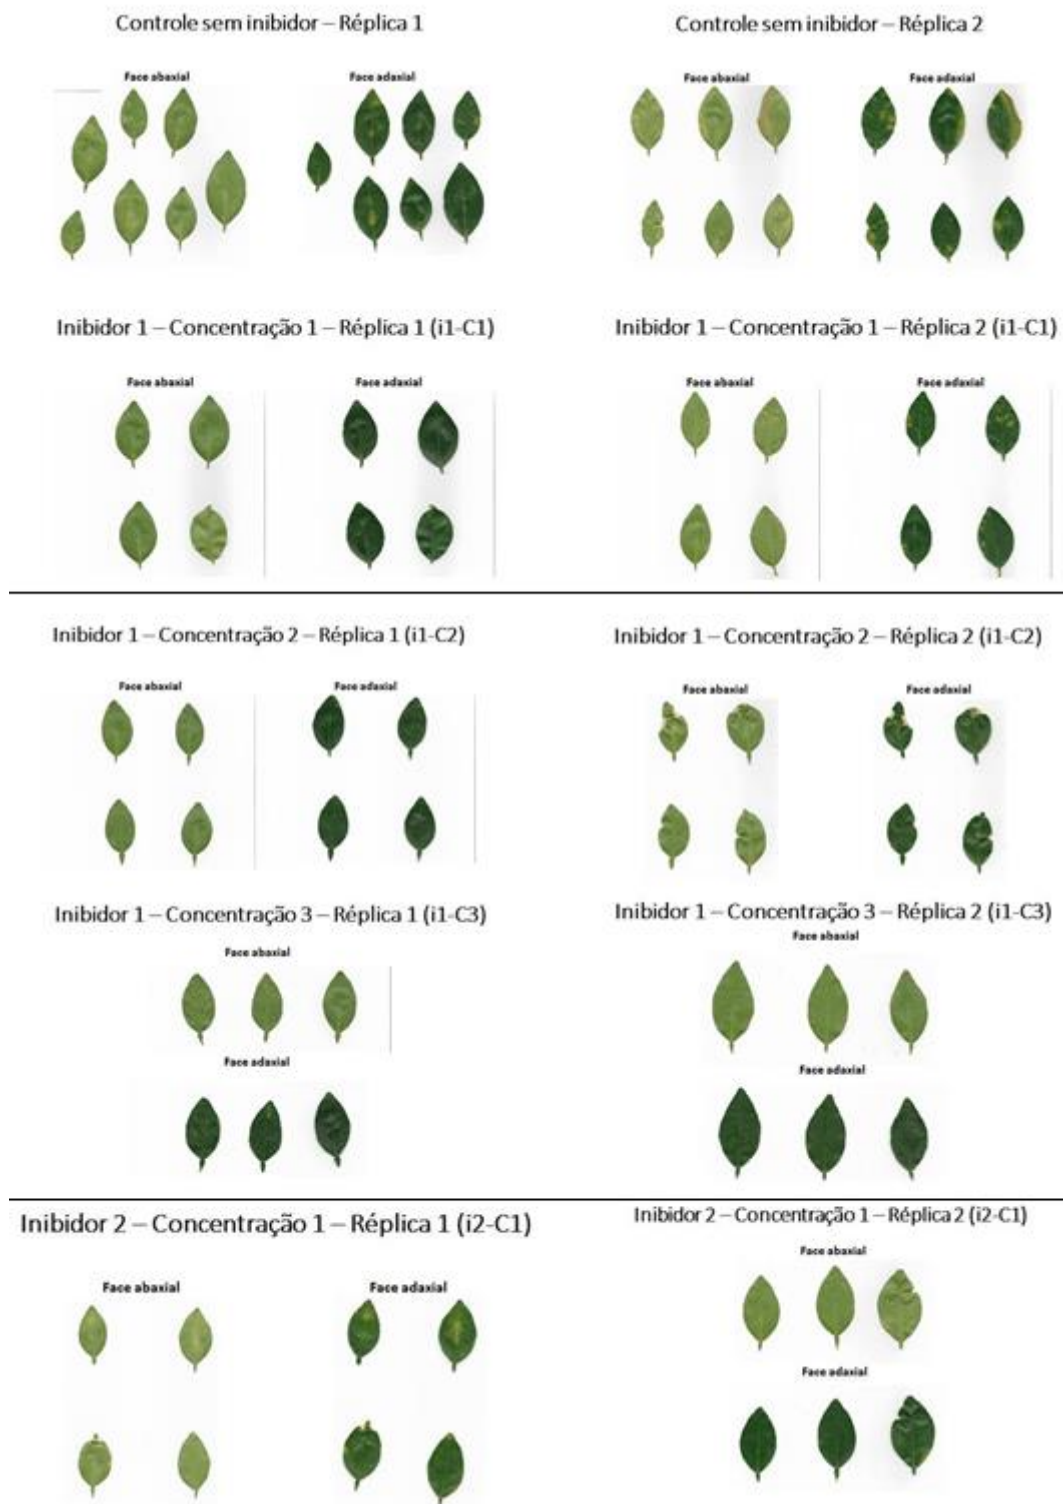 Controle sem inibidor – Réplica 1
Controle sem inibidor – Réplica 2
Face abaxial
Face adaxial
Face abaxial
Face adaxial
Inibidor 1 – Concentração 1 – Réplica 1 (i1-C1)
Inibidor 1 – Concentração 1 – Réplica 2 (i1-C1)
Face abaxial
Face adaxial
Face abaxial
Face adaxial
Inibidor 1 – Concentração 2 – Réplica 1 (i1-C2)
Inibidor 1 – Concentração 2 – Réplica 2 (i1-C2)
Face abaxial
Face adaxial
Face abaxial
Face adaxial
Inibidor 1 – Concentração 3 – Réplica 1 (i1-C3)
Inibidor 1 – Concentração 3 – Réplica 2 (i1-C3)
Face abaxial
Face abaxial
Face adaxial
Face adaxial
Inibidor 2 – Concentração 1 – Réplica 1 (i2-C1)
Inibidor 2 – Concentração 1 – Réplica 2 (i2-C1)
Face abaxial
Face adaxial
Face abaxial
Face adaxial